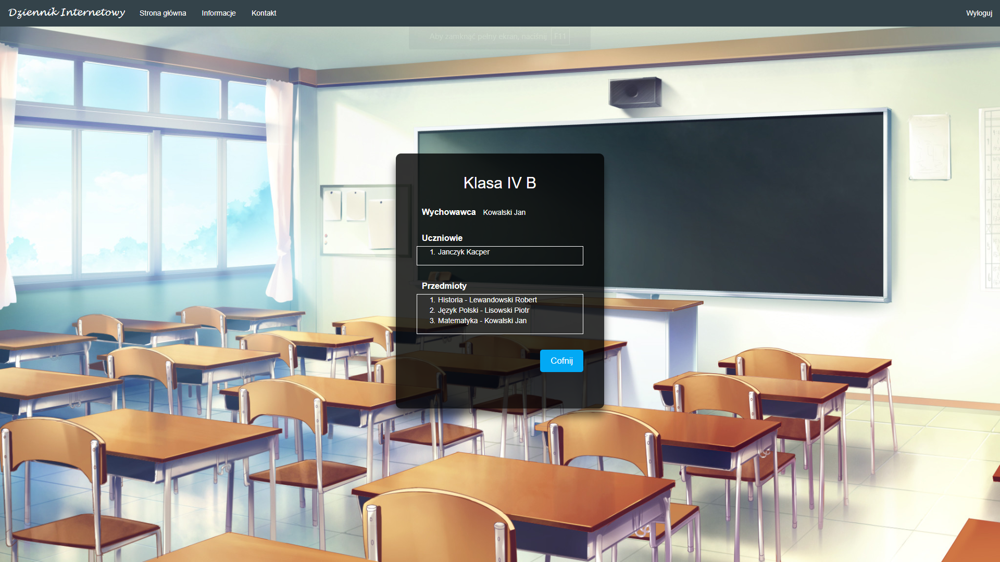 Dziennik Internetowy Strona główna Informacje Kontakt Wyloguj
Aby zamknąć pełny ekran, naciśnij F11
Klasa IV B
Wychowawca Kowalski Jan
Uczniowie
1. Janczyk Kacper
Przedmioty
1. Historia - Lewandowski Robert
2. Język Polski - Lisowski Piotr
3. Matematyka - Kowalski Jan
Cofnij